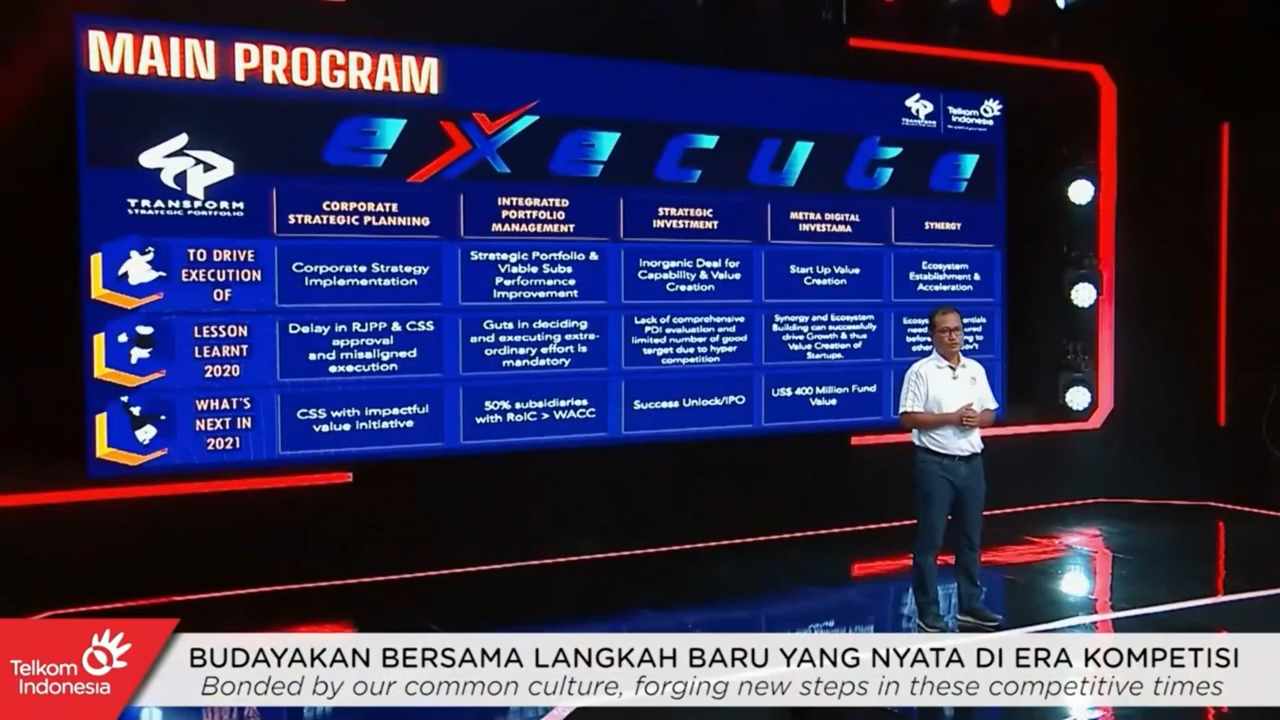 MAIN PROGRAM
TRANSFORM
Telkom
Indonesia
execute
TRANSFORM
STRATEGIC PORTFOLIO
CORPORATE
STRATEGIC PLANNING
INTEGRATED
PORTFOLIO
MANAGEMENT
STRATEGIC
INVESTMENT
METRA DIGITAL
INVESTAMA
SYNERGY
TO DRIVE
EXECUTION
OF
Corporate Strategy
Implementation
Strategic Portfolio &
Viable Subs
Performance
Improvement
Inorganic Deal for
Capability & Value
Creation
Start Up Value
Creation
Ecosystem
Establishment &
Acceleration
LESSON
LEARNT
2020
Delay in RJPP & CSS
approval
and misaligned
execution
Guts in deciding
and executing extra-
ordinary effort is
mandatory
Lack of comprehensive
PDI evaluation and
limited number of good
target due to hyper
competition
Synergy and Ecosystem
Building can successfully
drive Growth & thus
Value Creation of
Startups.
need
WHAT'S
NEXT IN
2021
CSS with impactful
value initiative
50% subsidiaries
with RoIC > WACC
Success Unlock/IPO
US$ 400 Million Fund
Value
Telkom
Indonesia
BUDAYAKAN BERSAMA LANGKAH BARU YANG NYATA DI ERA KOMPETISI
Bonded by our common culture, forging new steps in these competitive times